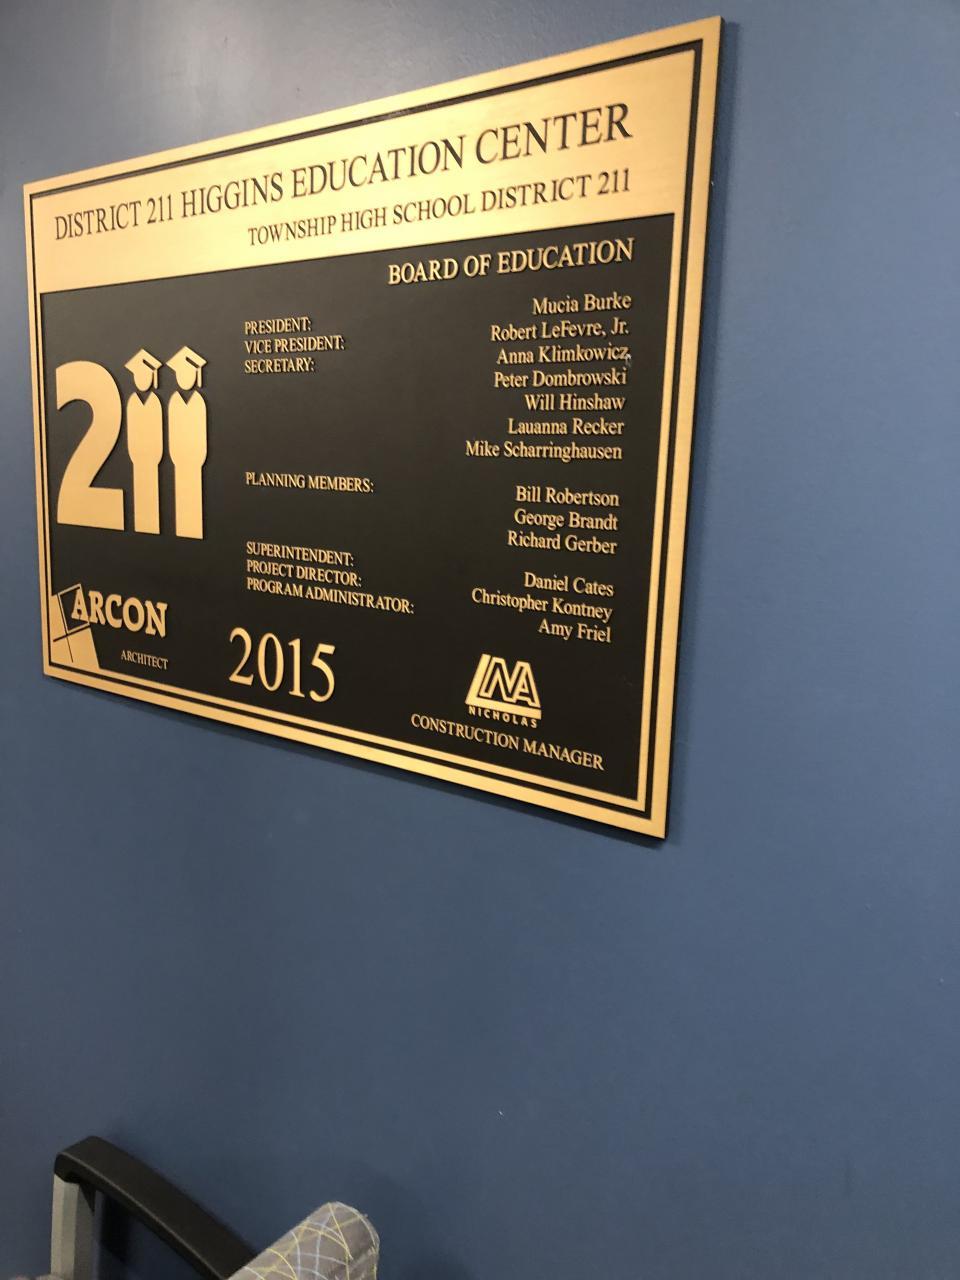 DISTRICT 211 HIGGINS EDUCATION CENTER
TOWNSHIP HIGH SCHOOL DISTRICT 211
BOARD OF EDUCATION
PRESIDENT: Mucia Burke
VICE PRESIDENT: Robert LeFevre, Jr.
SECRETARY: Anna Klimkowicz
Peter Dombrowski
Will Hinshaw
Lauanna Recker
Mike Scharringhausen
PLANNING MEMBERS: Bill Robertson
George Brandt
Richard Gerber
SUPERINTENDENT: Daniel Cates
PROJECT DIRECTOR: Christopher Kontney
PROGRAM ADMINISTRATOR: Amy Friel
211
ARCON
ARCHITECT
2015
NICHOLAS
CONSTRUCTION MANAGER